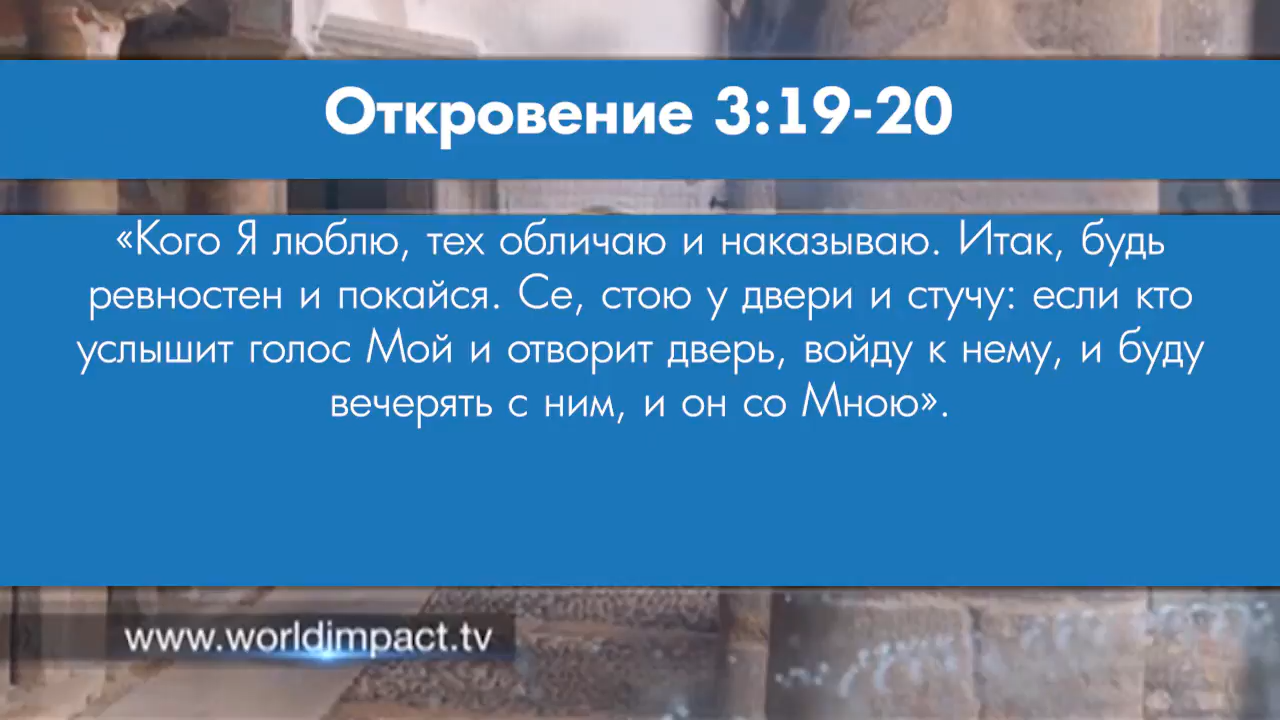 Откровение 3:19-20
«Кого Я люблю, тех обличаю и наказываю. Итак, будь
ревностен и покайся. Се, стою у двери и стучу: если кто
услышит голос Мой и отворит дверь, войду к нему, и буду
вечерять с ним, и он со Мною».
www.worldimpact.tv